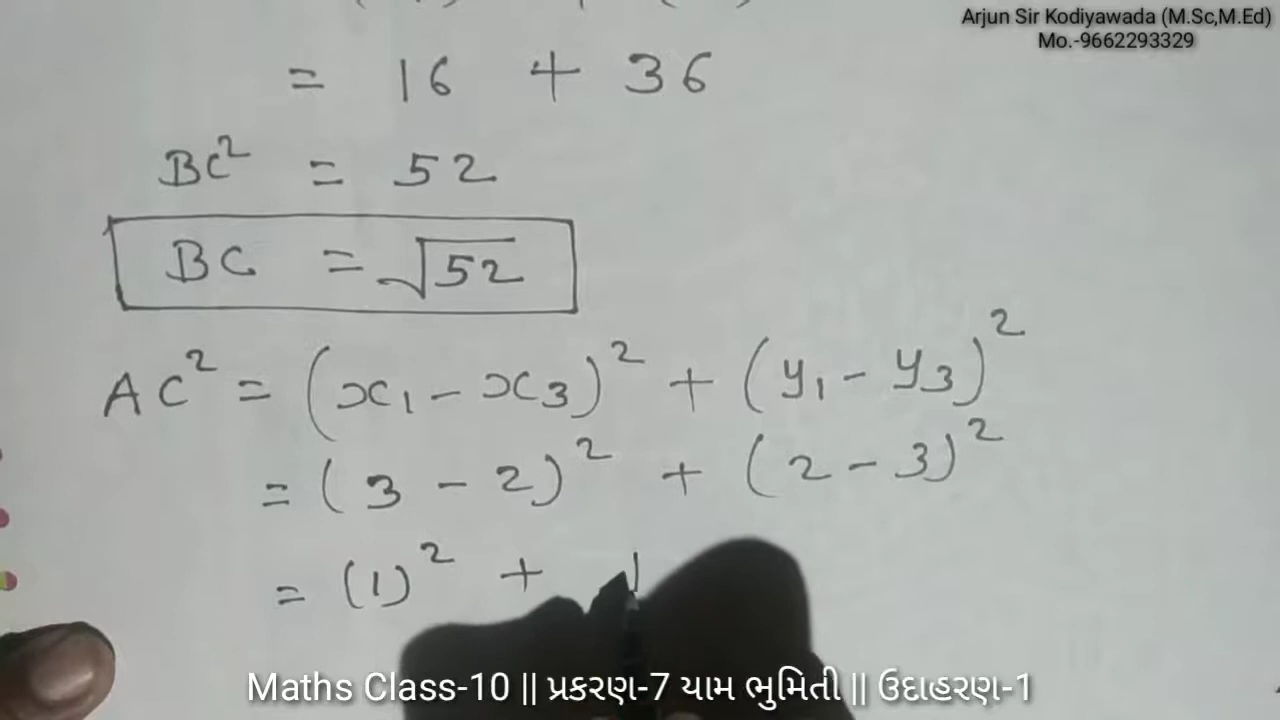 Arjun Sir Kodiyawada (M.Sc,M.Ed)
Mo.-9662293329
= 16 + 36
BC² = 52
BC = √52
AC² = (x₁ - x₃)² + (y₁ - y₃)²
= (3 - 2)² + (2 - 3)²
= (1)² +
Maths Class-10 || પ્રકરણ-7 યામ ભુમિતી || ઉદાહરણ-1